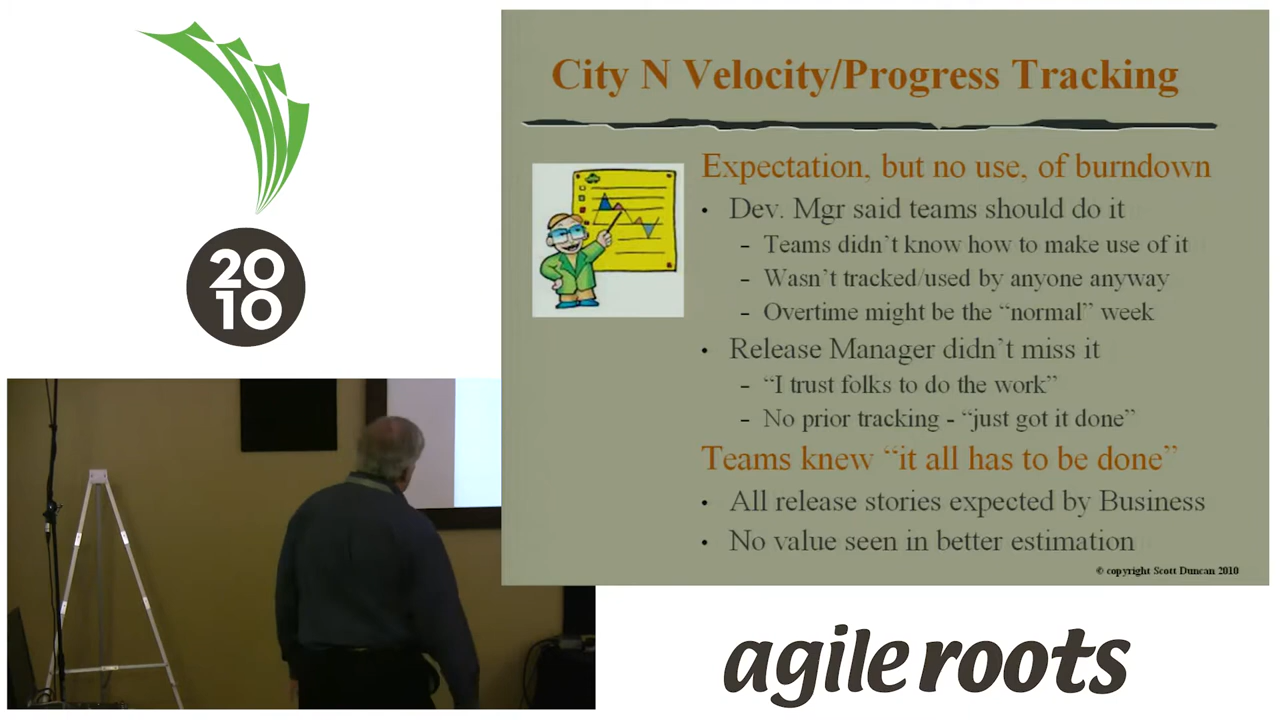 20
10
City N Velocity/Progress Tracking
Expectation, but no use, of burndown
• Dev. Mgr said teams should do it
– Teams didn’t know how to make use of it
– Wasn’t tracked/used by anyone anyway
– Overtime might be the “normal” week
• Release Manager didn’t miss it
– “I trust folks to do the work”
– No prior tracking - “just got it done”
Teams knew “it all has to be done”
• All release stories expected by Business
• No value seen in better estimation
© copyright Scott Duncan 2010
agile roots